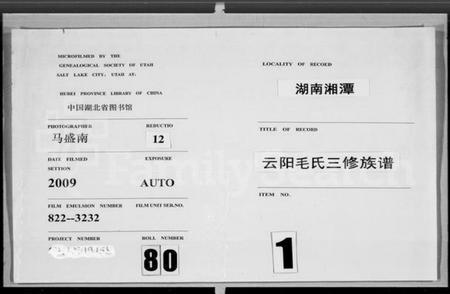 MICROFILMED BY THE
GENEALOGICAL SOCIETY OF UTAH
SALT LAKE CITY, UTAH AT:
HUBEI PROVINCE LIBRARY OF CHINA
中国湖北省图书馆
PHOTOGRAPHER REDUCTIO
马盛南 12
DATE FILMED EXPOSURE
SETTION
2009 AUTO
FILM EMULSION NUMBER FILM UNIT SER.NO.
822--3232
PROJECT NUMBER ROLL NUMBER
80
LOCALITY OF RECORD
湖南湘潭
TITLE OF RECORD
云阳毛氏三修族谱
ITEM NO.
1